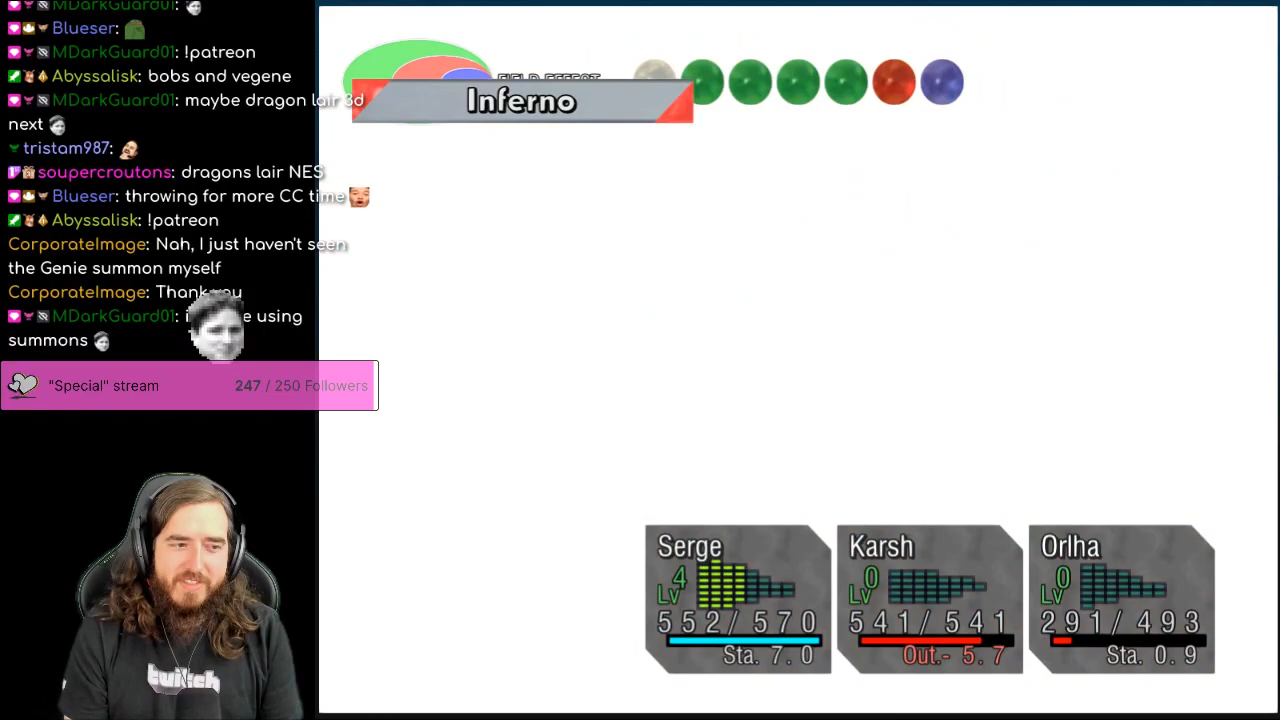 MDarkGuard01:
Blueser:
MDarkGuard01: !patreon
Abyssalisk: bobs and vegene
MDarkGuard01: maybe dragon lair 3d
next
tristam987:
soupercroutons: dragons lair NES
Blueser: throwing for more CC time
Abyssalisk: !patreon
CorporateImage: Nah, I just haven't seen
the Genie summon myself
CorporateImage: Thank you
MDarkGuard01: using
summons
"Special" stream 247 / 250 Followers
twitch
FIELD EFFECT
Inferno
Serge
LV 4
552/570
Sta. 7.0
Karsh
LV 0
541/541
Out.- 5.7
Orlha
LV 0
291/493
Sta. 0.9